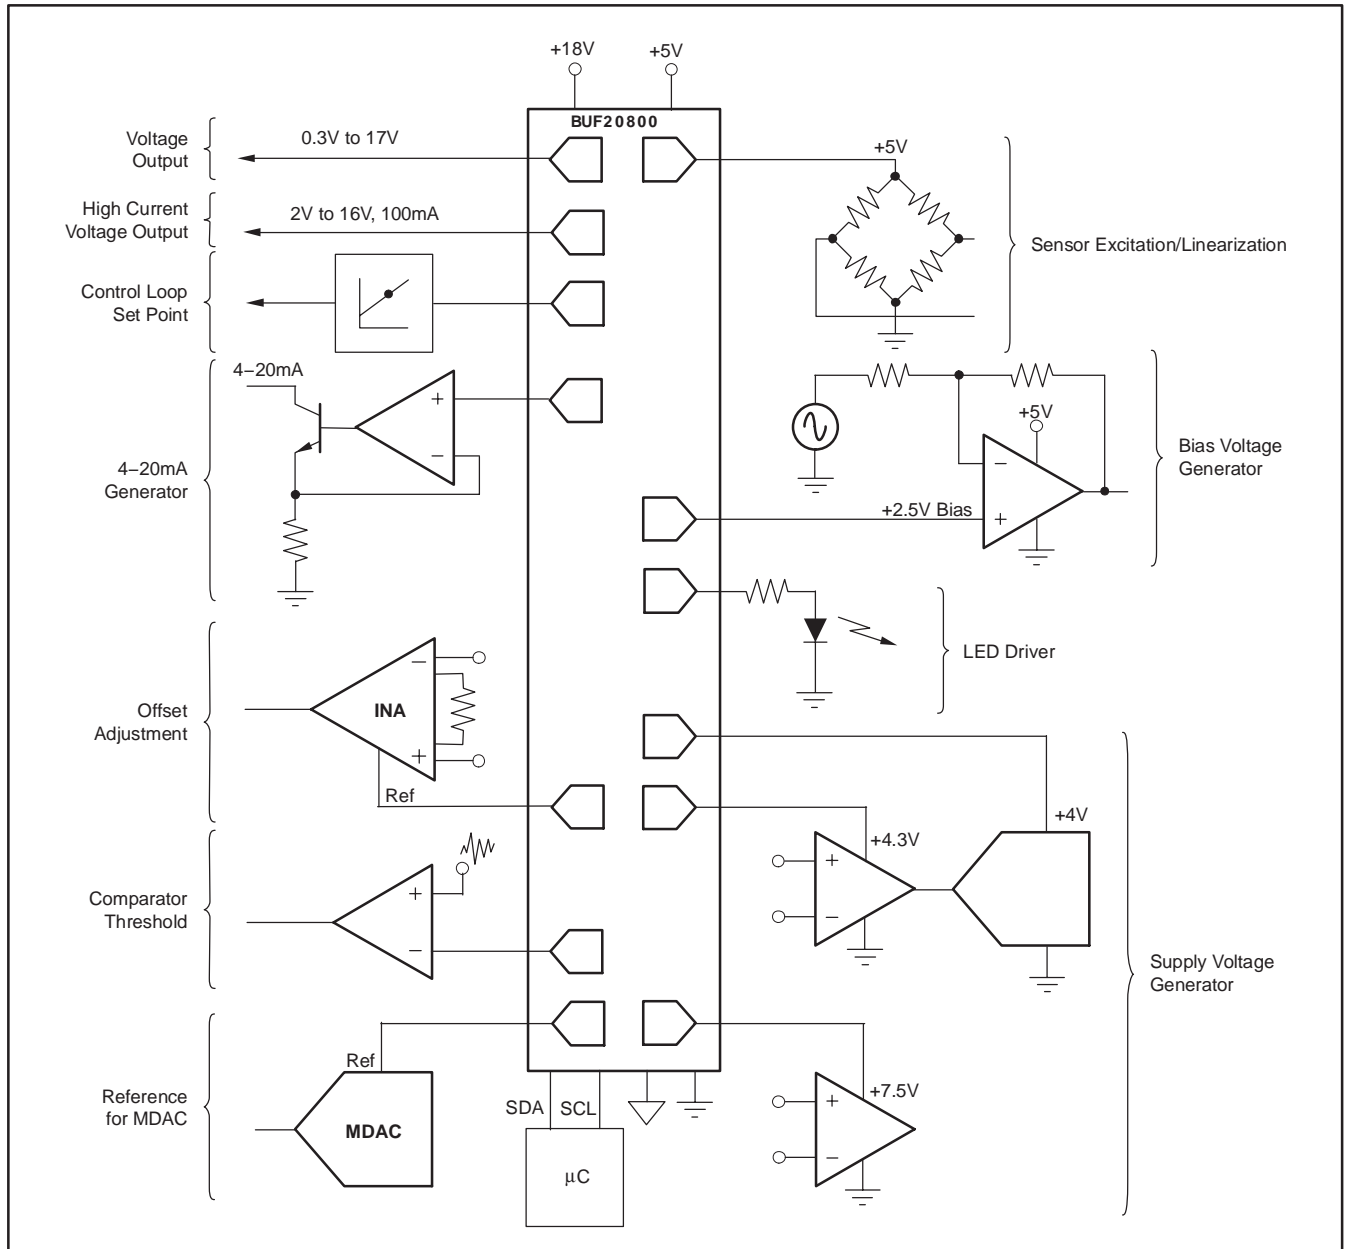 +18V
+5V
BUF20800
Voltage
Output
0.3V to 17V
High Current
Voltage Output
2V to 16V, 100mA
Control Loop
Set Point
4−20mA
+
−
4−20mA
Generator
Offset
Adjustment
−
INA
+
Ref
Comparator
Threshold
+
−
Reference
for MDAC
Ref
MDAC
SDA
SCL
μC
+5V
Sensor Excitation/Linearization
+5V
−
+2.5V Bias
+
Bias Voltage
Generator
LED Driver
+4V
+4.3V
+
−
Supply Voltage
Generator
+7.5V
+
−